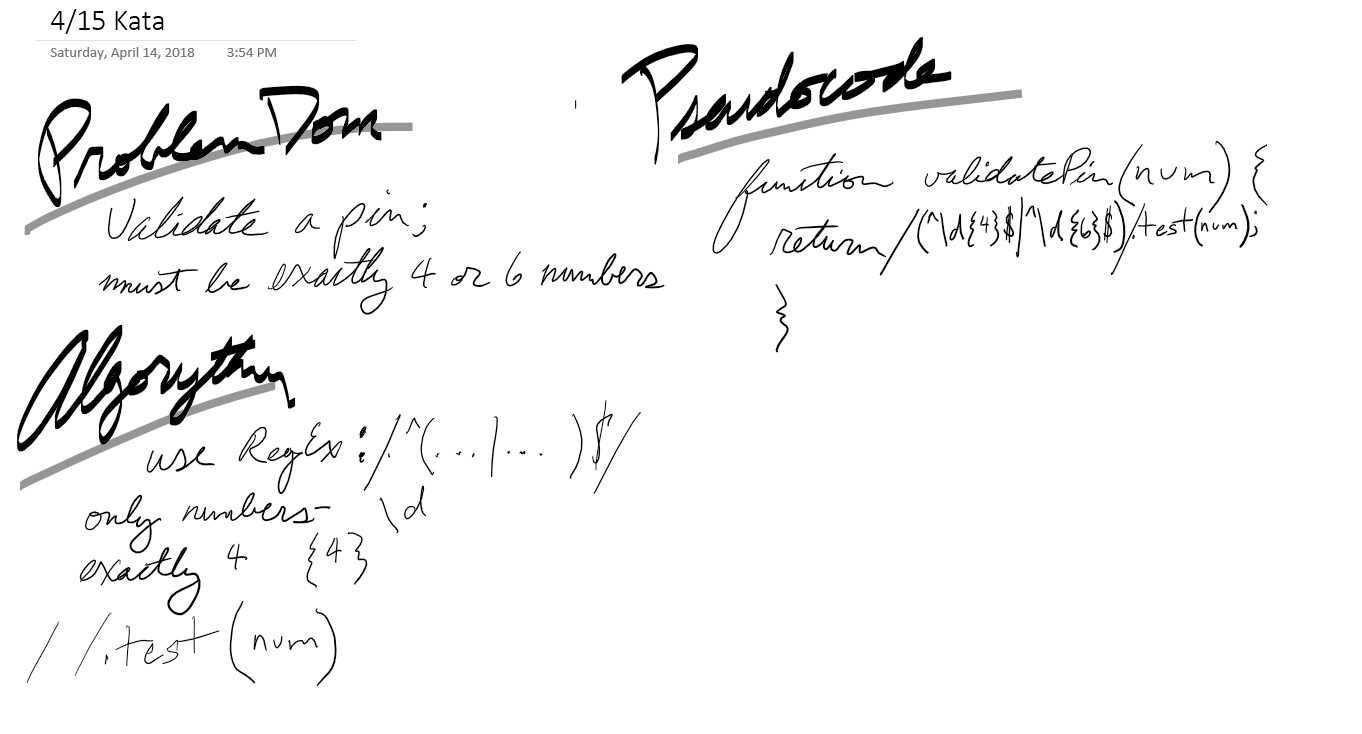 4/15 Kata
Saturday, April 14, 2018 3:54 PM
Problem Dom
Validate a pin;
must be exactly 4 or 6 numbers
Algorythm
use RegEx: /^(...|...)$/
only numbers- \d
exactly 4 {4}
/ /.test(num)
Pseudocode
function validatePin(num) {
return /(^\d{4}$|^\d{6}$)/.test(num);
}